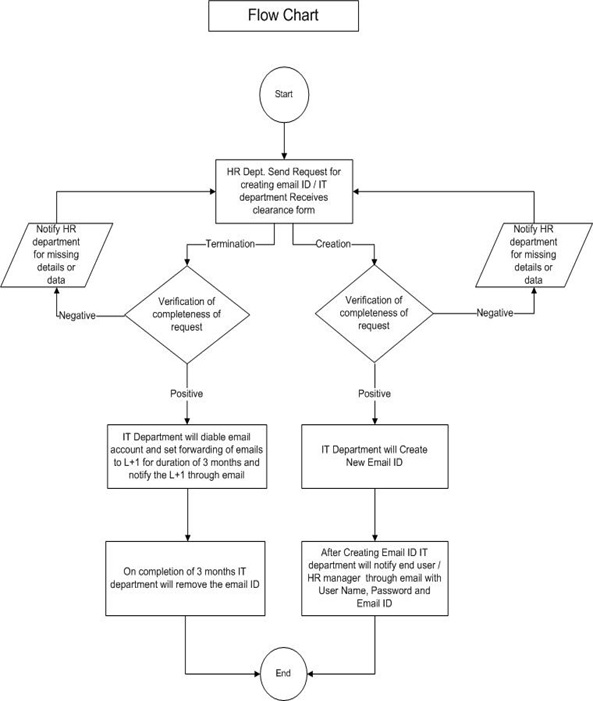 Flow Chart
Start
HR Dept. Send Request for
creating email ID / IT
department Receives
clearance form
Notify HR
department
for missing
details or
data
Termination
Creation
Notify HR
department
for missing
details or
data
Verification of
completeness of
request
Verification of
completeness of
request
Negative
Negative
Positive
Positive
IT Department will diable email
account and set forwarding of emails
to L+1 for duration of 3 months and
notify the L+1 through email
IT Department will Create
New Email ID
On completion of 3 months IT
department will remove the email ID
After Creating Email ID IT
department will notify end user /
HR manager through email with
User Name, Password and
Email ID
End